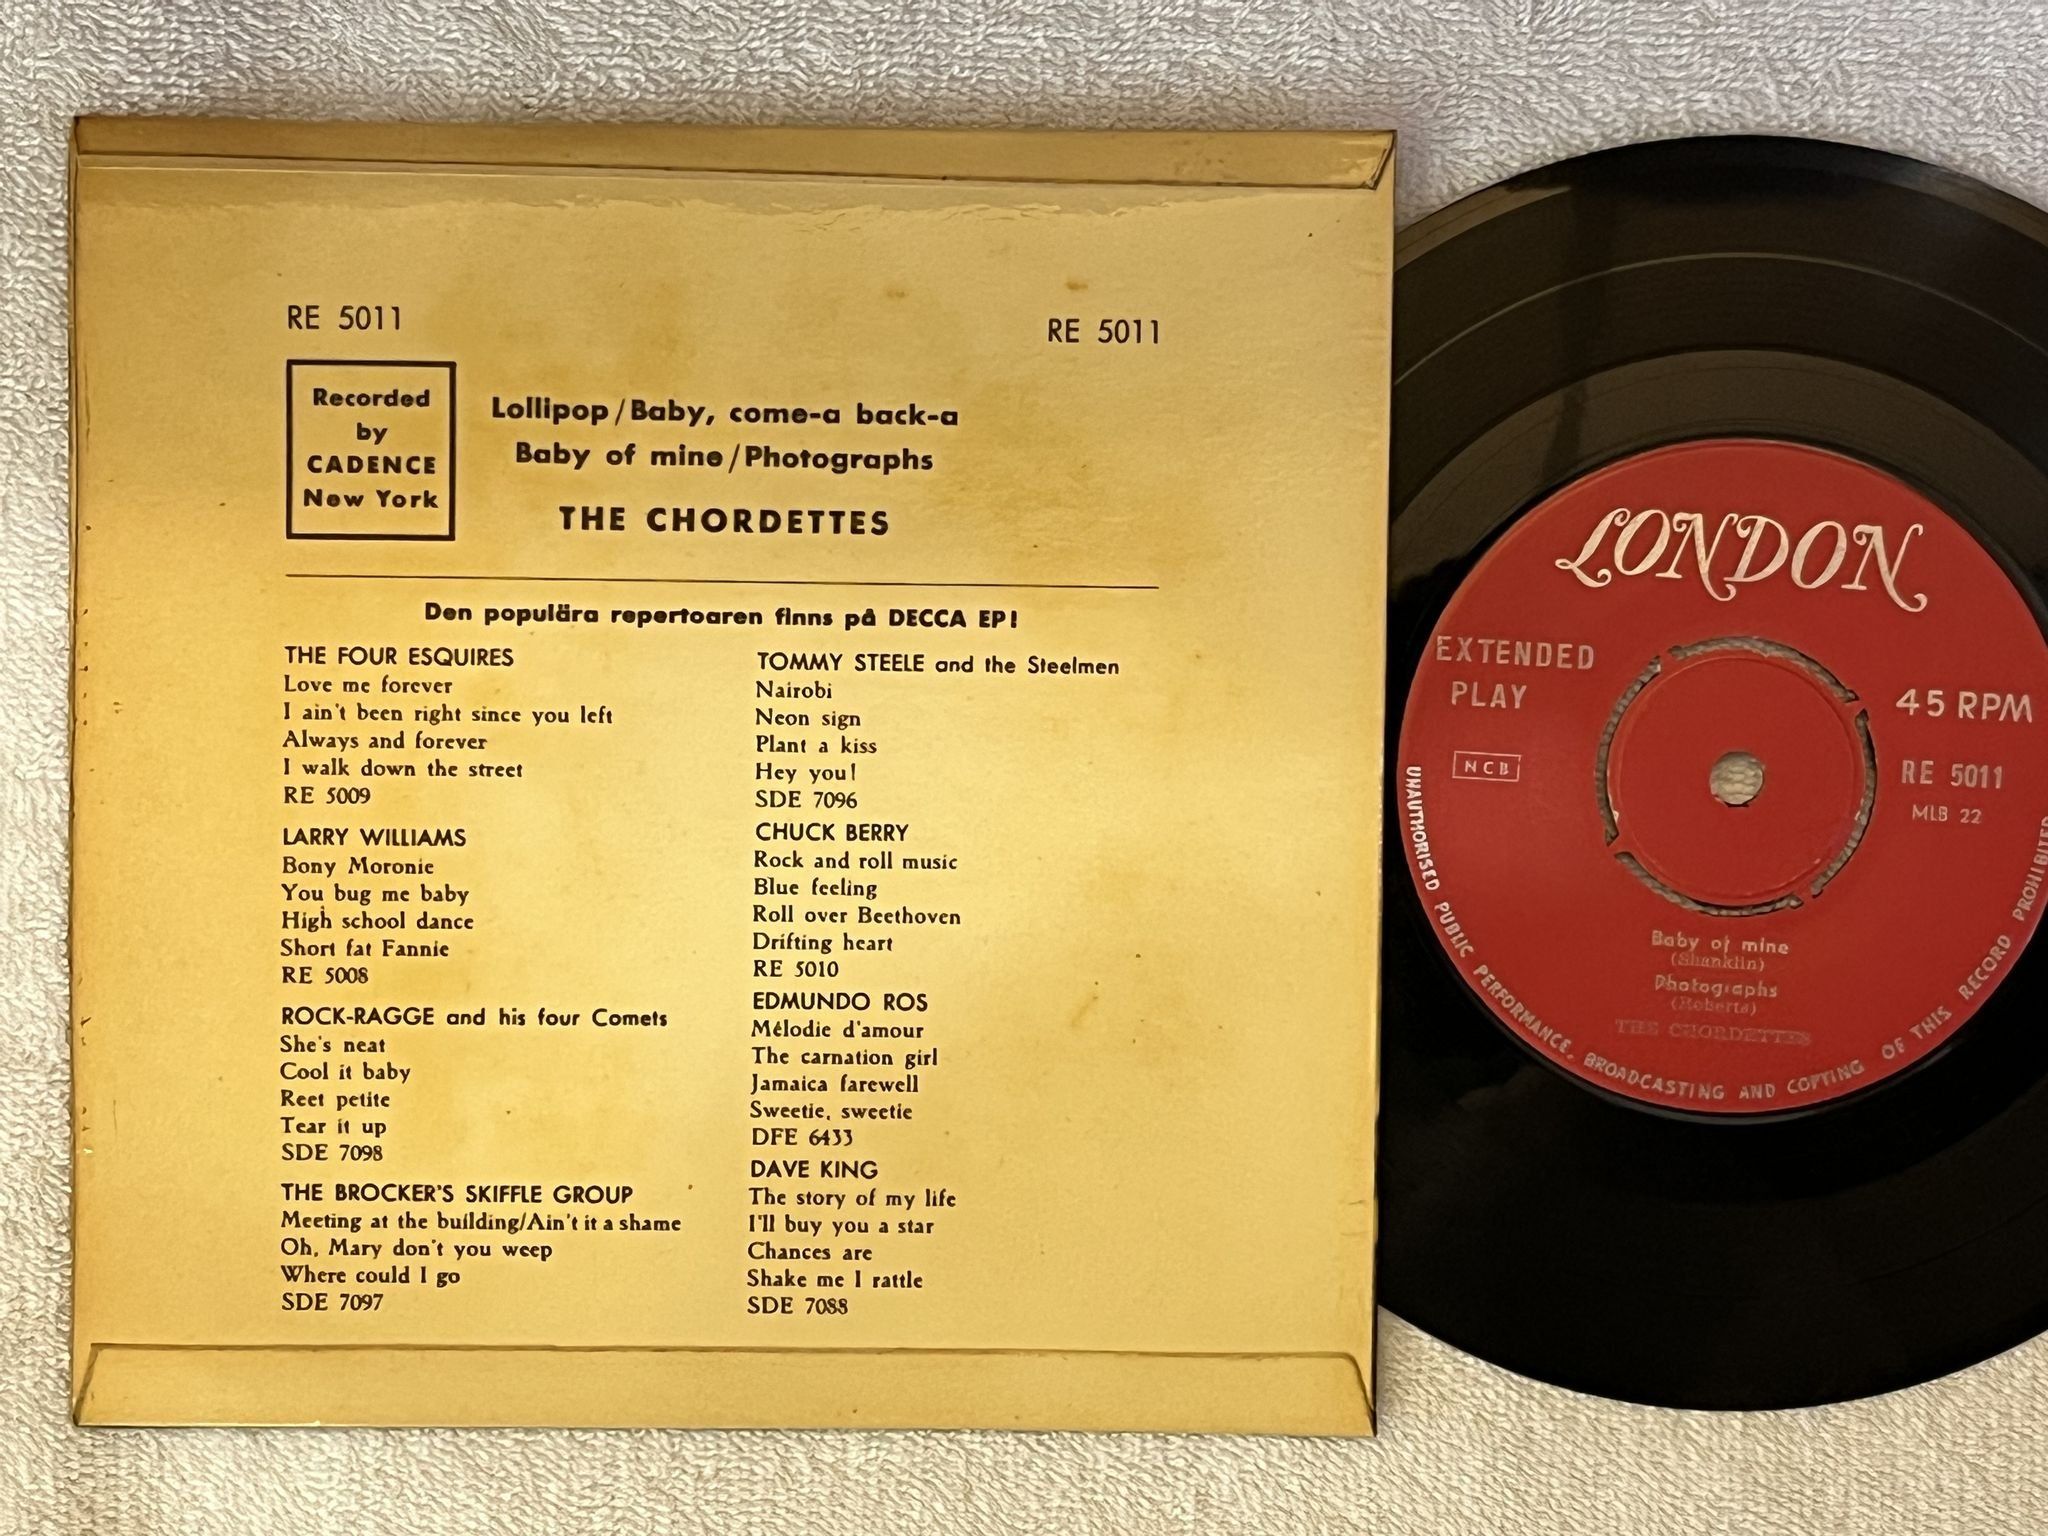 RE 5011
RE 5011
Recorded
by
CADENCE
New York
Lollipop/Baby, come-a back-a
Baby of mine/Photographs
THE CHORDETTES
Den populära repertoaren finns på DECCA EP!
THE FOUR ESQUIRES
Love me forever
I ain't been right since you left
Always and forever
I walk down the street
RE 5009
LARRY WILLIAMS
Bony Moronie
You bug me baby
High school dance
Short fat Fannie
RE 5008
ROCK-RAGGE and his four Comets
She's neat
Cool it baby
Reet petite
Tear it up
SDE 7098
THE BROCKER'S SKIFFLE GROUP
Meeting at the building/Ain't it a shame
Oh, Mary don't you weep
Where could I go
SDE 7097
TOMMY STEELE and the Steelmen
Nairobi
Neon sign
Plant a kiss
Hey you!
SDE 7096
CHUCK BERRY
Rock and roll music
Blue feeling
Roll over Beethoven
Drifting heart
RE 5010
EDMUNDO ROS
Mélodie d'amour
The carnation girl
Jamaica farewell
Sweetie, sweetie
DFE 6433
DAVE KING
The story of my life
I'll buy you a star
Chances are
Shake me I rattle
SDE 7088
LONDON
EXTENDED
PLAY
45 RPM
NCB
RE 5011
MLB 22
Baby of mine
(Shanklin)
Photographs
(Roberts)
THE CHORDETTES
UNAUTHORISED PUBLIC PERFORMANCE, BROADCASTING AND COPYING OF THIS RECORD PROHIBITED